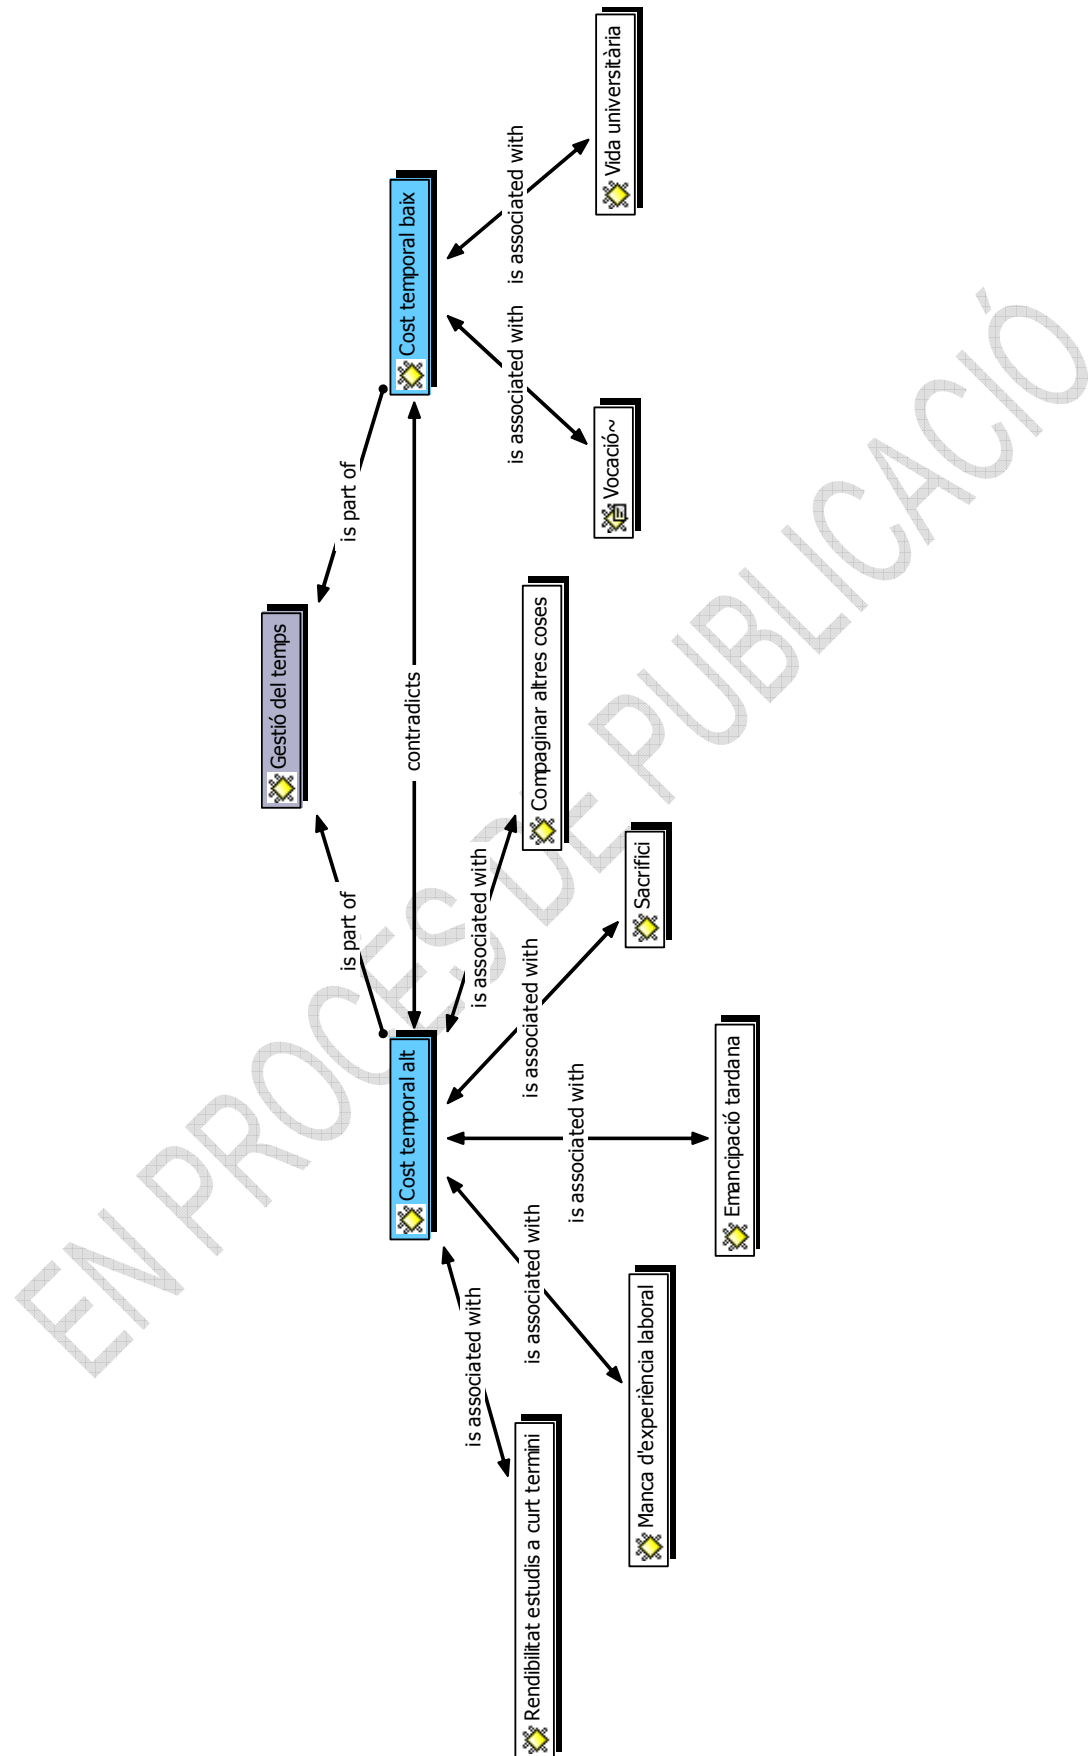 Gestió del temps
is part of
is part of
Cost temporal alt
contradicts
Cost temporal baix
is associated with
is associated with
is associated with
is associated with
is associated with
is associated with
is associated with
Rendibilitat estudis a curt termini
Manca d'experiència laboral
Emancipació tardana
Sacrifici
Compaginar altres coses
Vocació~
Vida universitària
EN PROCES DE PUBLICACIÓ